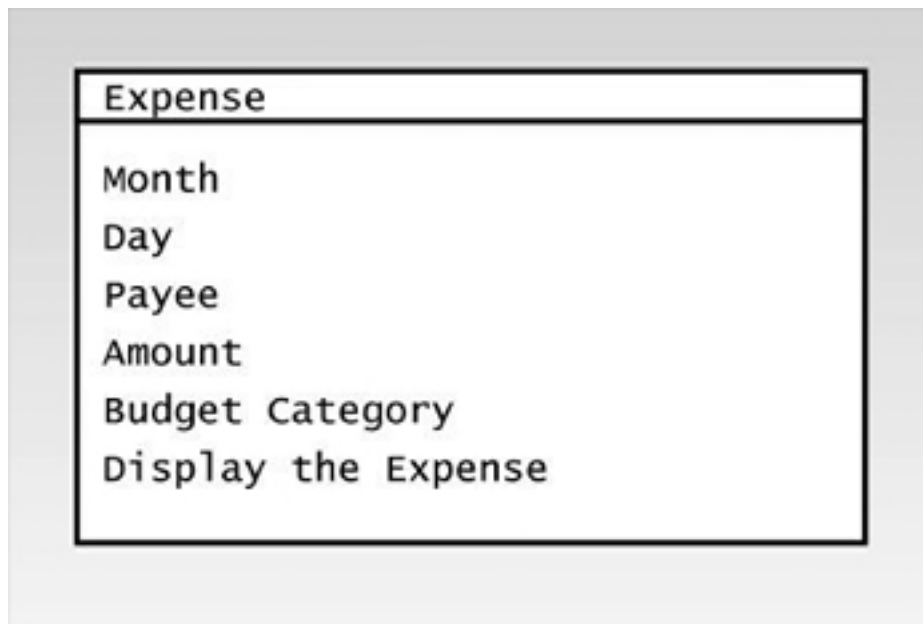 Expense
Month
Day
Payee
Amount
Budget Category
Display the Expense